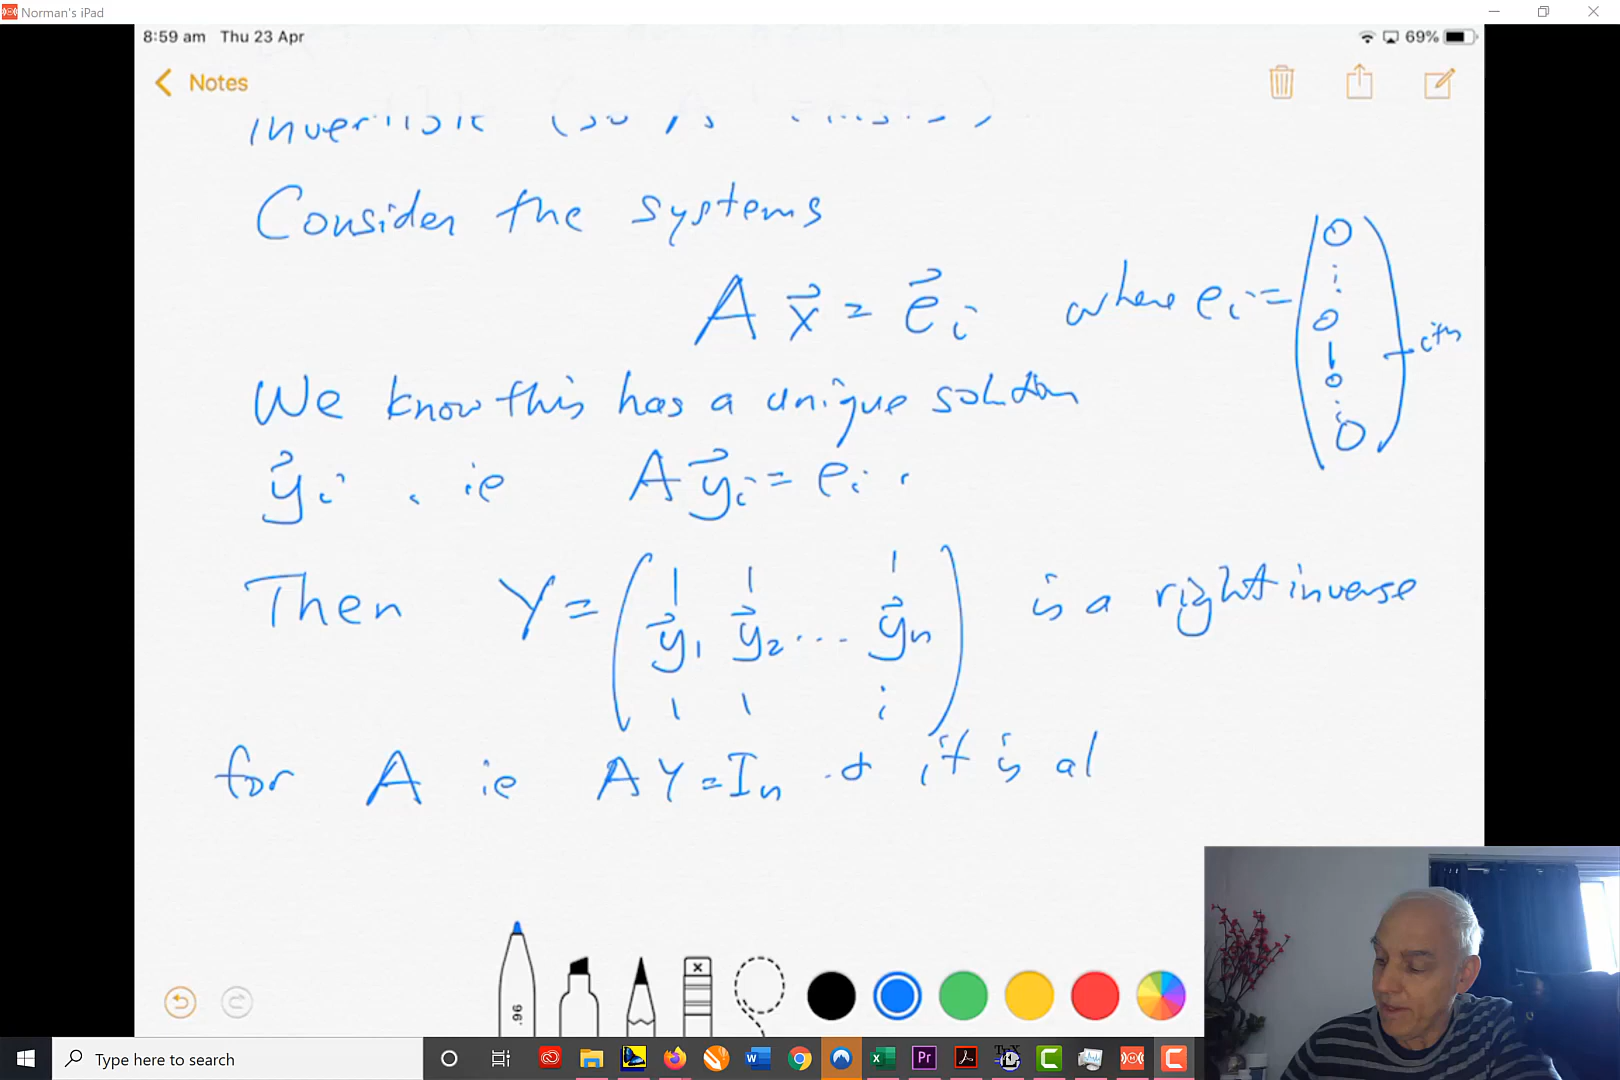 Norman's iPad
8:59 am Thu 23 Apr
69%
Notes
Consider the systems
A x⃗ = e⃗i where ei = (0 ⋮ 0 1 0 ⋮ 0) ith
We know this has a unique solution
y⃗i . ie A y⃗i = ei .
Then Y = (y⃗1 y⃗2 ... y⃗n) is a right inverse
for A ie AY = In . & it is al
96
Type here to search